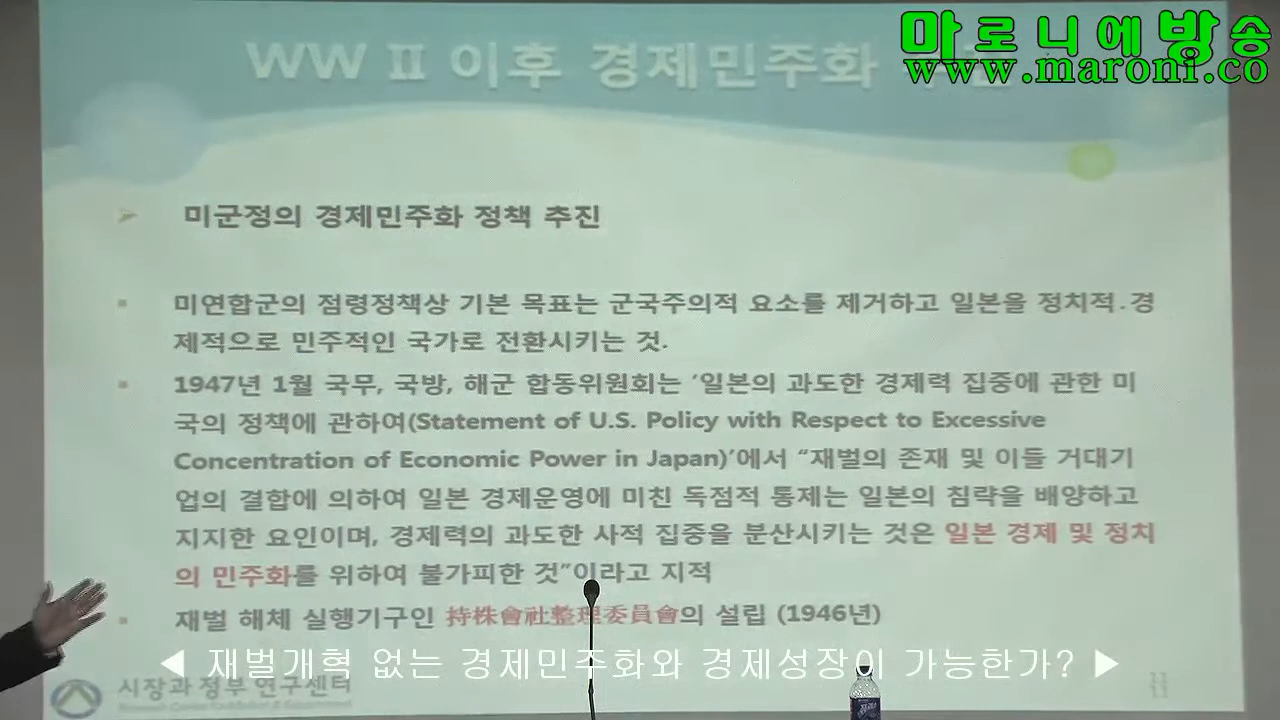 마로니에방송
www.maroni.co
WW II 이후 경제민주화
➢ 미군정의 경제민주화 정책 추진
▪ 미연합군의 점령정책상 기본 목표는 군국주의적 요소를 제거하고 일본을 정치적.경
제적으로 민주적인 국가로 전환시키는 것.
▪ 1947년 1월 국무, 국방, 해군 합동위원회는 ‘일본의 과도한 경제력 집중에 관한 미
국의 정책에 관하여(Statement of U.S. Policy with Respect to Excessive
Concentration of Economic Power in Japan)’에서 “재벌의 존재 및 이들 거대기
업의 결합에 의하여 일본 경제운영에 미친 독점적 통제는 일본의 침략을 배양하고
지지한 요인이며, 경제력의 과도한 사적 집중을 분산시키는 것은 일본 경제 및 정치
의 민주화를 위하여 불가피한 것”이라고 지적
▪ 재벌 해체 실행기구인 持株會社整理委員會의 설립 (1946년)
◀ 재벌개혁 없는 경제민주화와 경제성장이 가능한가? ▶
시장과 정부 연구센터
11